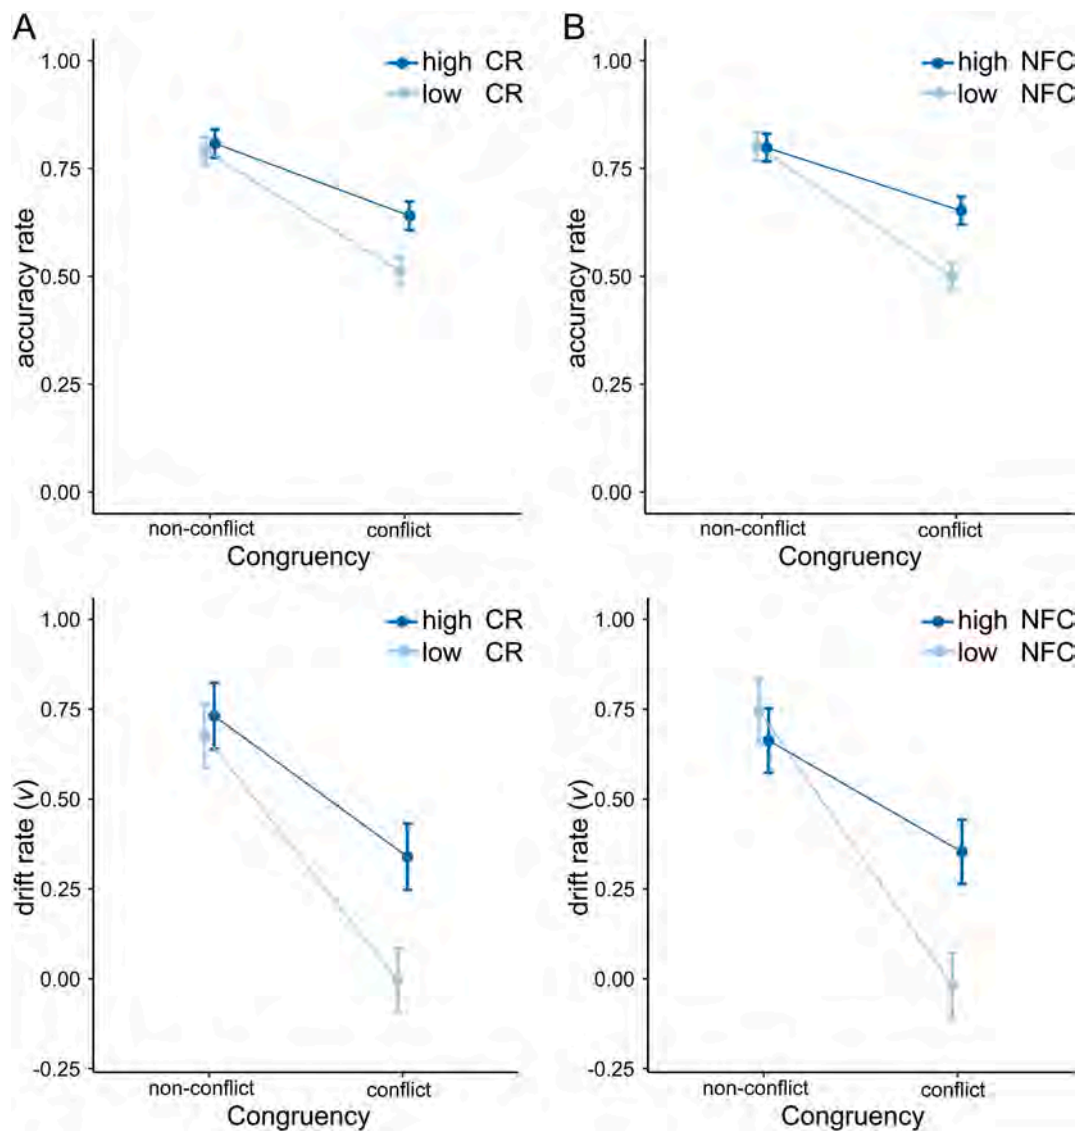 A
1.00
0.75
0.50
0.25
0.00
accuracy rate
high CR
low CR
non-conflict conflict
Congruency
B
1.00
0.75
0.50
0.25
0.00
accuracy rate
high NFC
low NFC
non-conflict conflict
Congruency
1.00
0.75
0.50
0.25
0.00
-0.25
drift rate (v)
high CR
low CR
non-conflict conflict
Congruency
1.00
0.75
0.50
0.25
0.00
-0.25
drift rate (v)
high NFC
low NFC
non-conflict conflict
Congruency